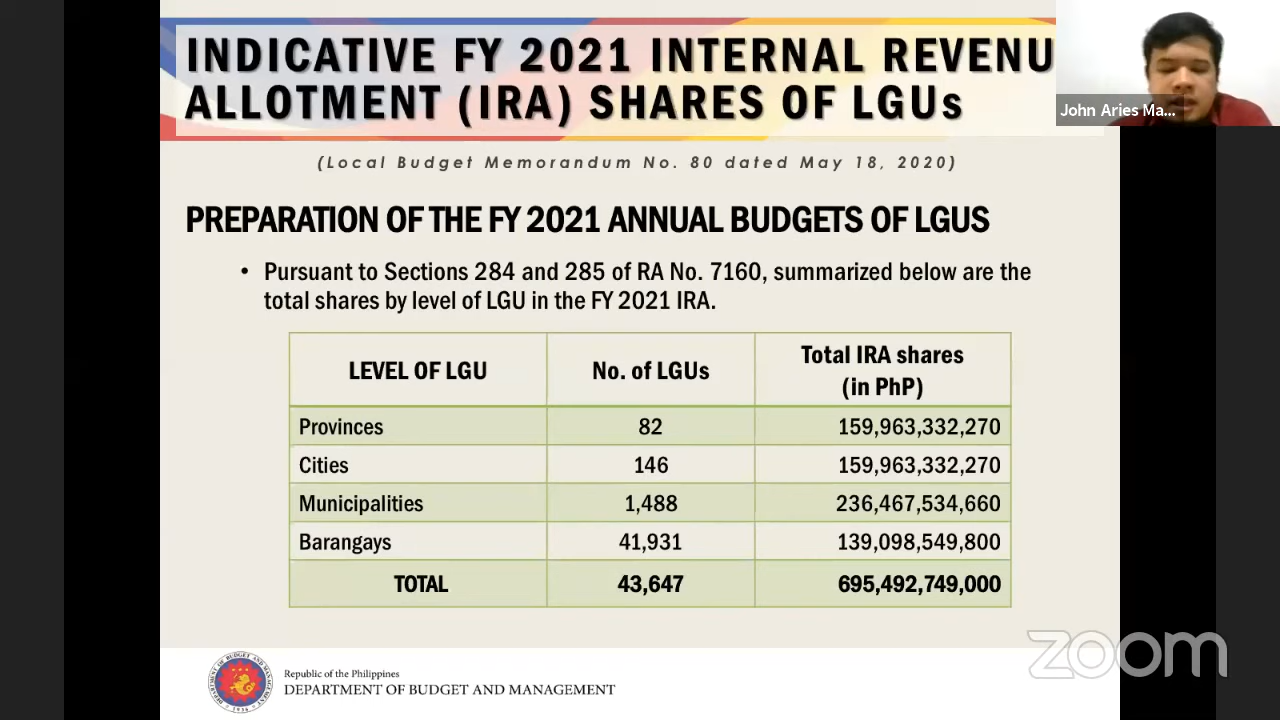 INDICATIVE FY 2021 INTERNAL REVENU
ALLOTMENT (IRA) SHARES OF LGUs
John Aries Ma...
(Local Budget Memorandum No. 80 dated May 18, 2020)
PREPARATION OF THE FY 2021 ANNUAL BUDGETS OF LGUS
• Pursuant to Sections 284 and 285 of RA No. 7160, summarized below are the
total shares by level of LGU in the FY 2021 IRA.
LEVEL OF LGU No. of LGUs Total IRA shares
(in PhP)
Provinces 82 159,963,332,270
Cities 146 159,963,332,270
Municipalities 1,488 236,467,534,660
Barangays 41,931 139,098,549,800
TOTAL 43,647 695,492,749,000
zoom
Republic of the Philippines
DEPARTMENT OF BUDGET AND MANAGEMENT